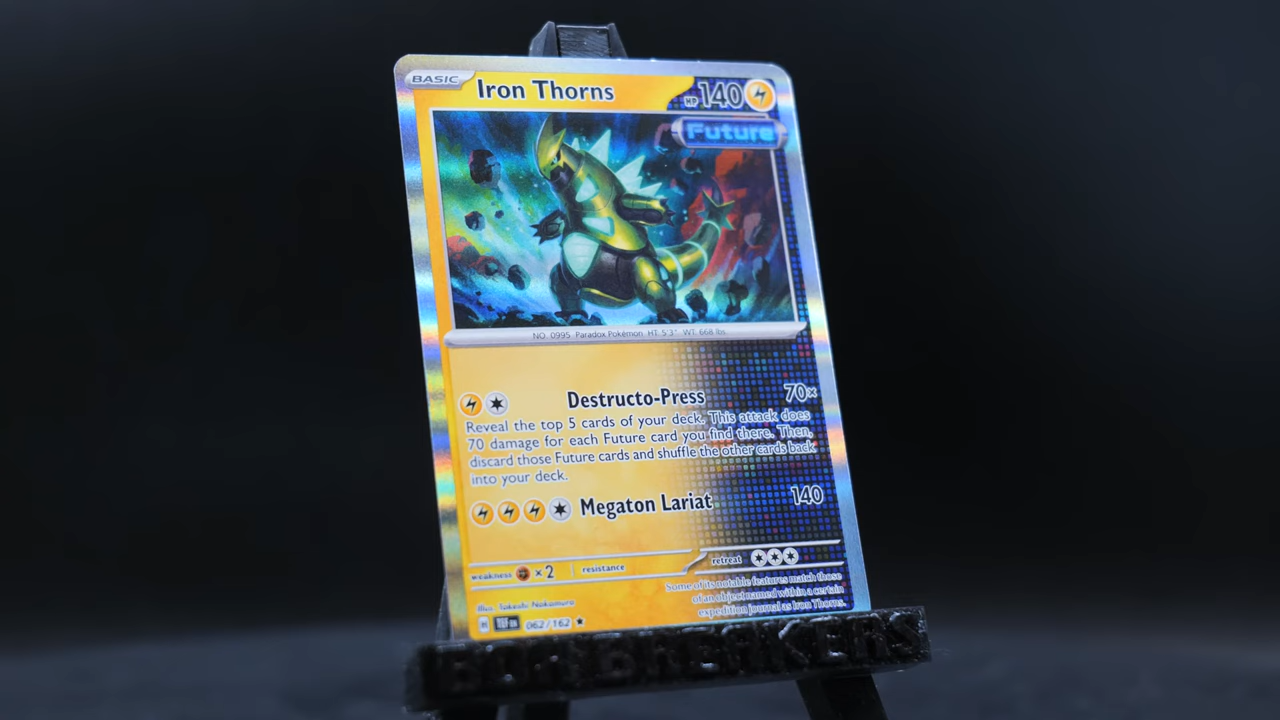 BASIC Iron Thorns HP 140
Future
NO. 0995 Paradox Pokémon HT: 5'3" WT: 668 lbs
Destructo-Press 70×
Reveal the top 5 cards of your deck. This attack does
70 damage for each Future card you find there. Then,
discard those Future cards and shuffle the other cards back
into your deck.
Megaton Lariat 140
weakness ×2 resistance retreat
Some of its notable features match those
of an object named within a certain
expedition journal as Iron Thorns.
Illus. Takeshi Nakamura
TEF EN 062/162